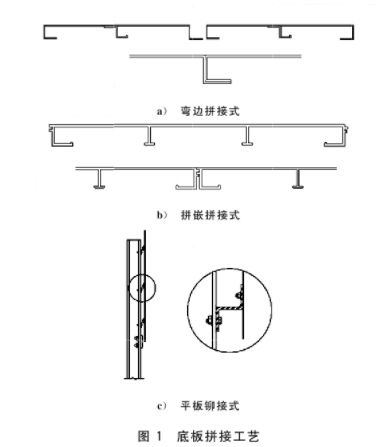 a） 弯边拼接式
b） 拼嵌拼接式
c） 平板铆接式
图 1 底板拼接工艺